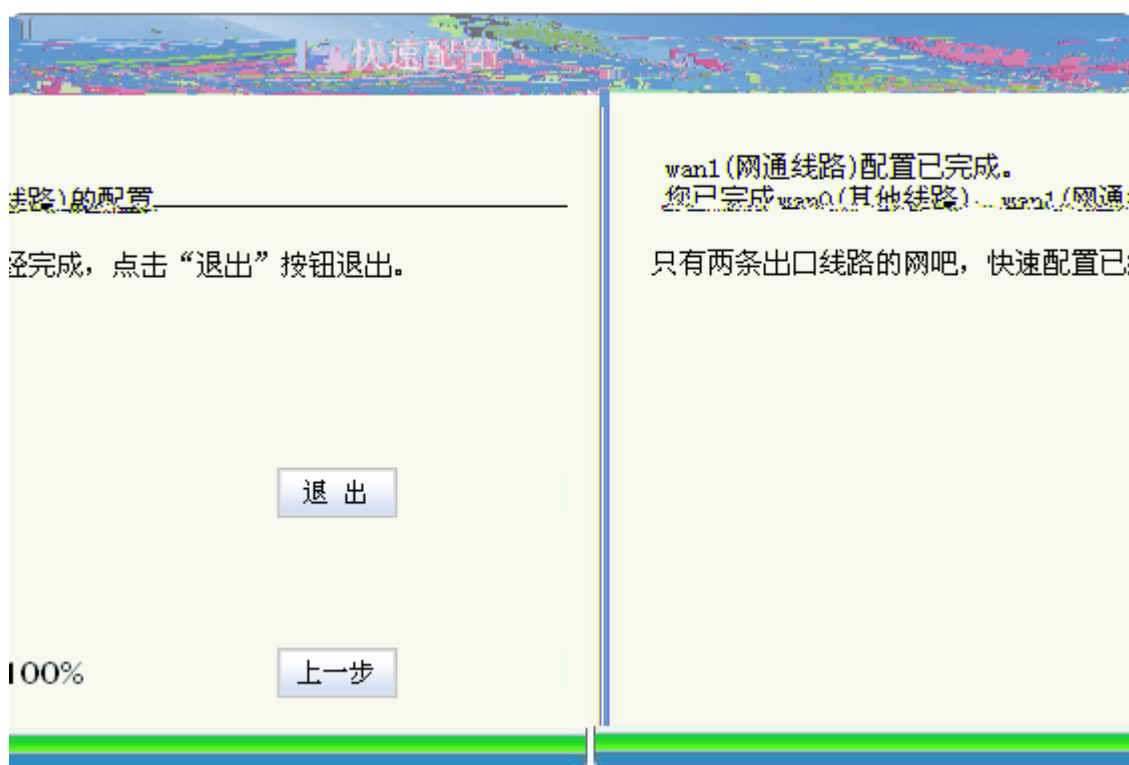 快速配置
wan1(网通线路)配置已完成。
线路)的配置
您已完成wan0(其他线路)、wan1(网通
经完成，点击“退出”按钮退出。
只有两条出口线路的网吧，快速配置已
退 出
100%
上一步